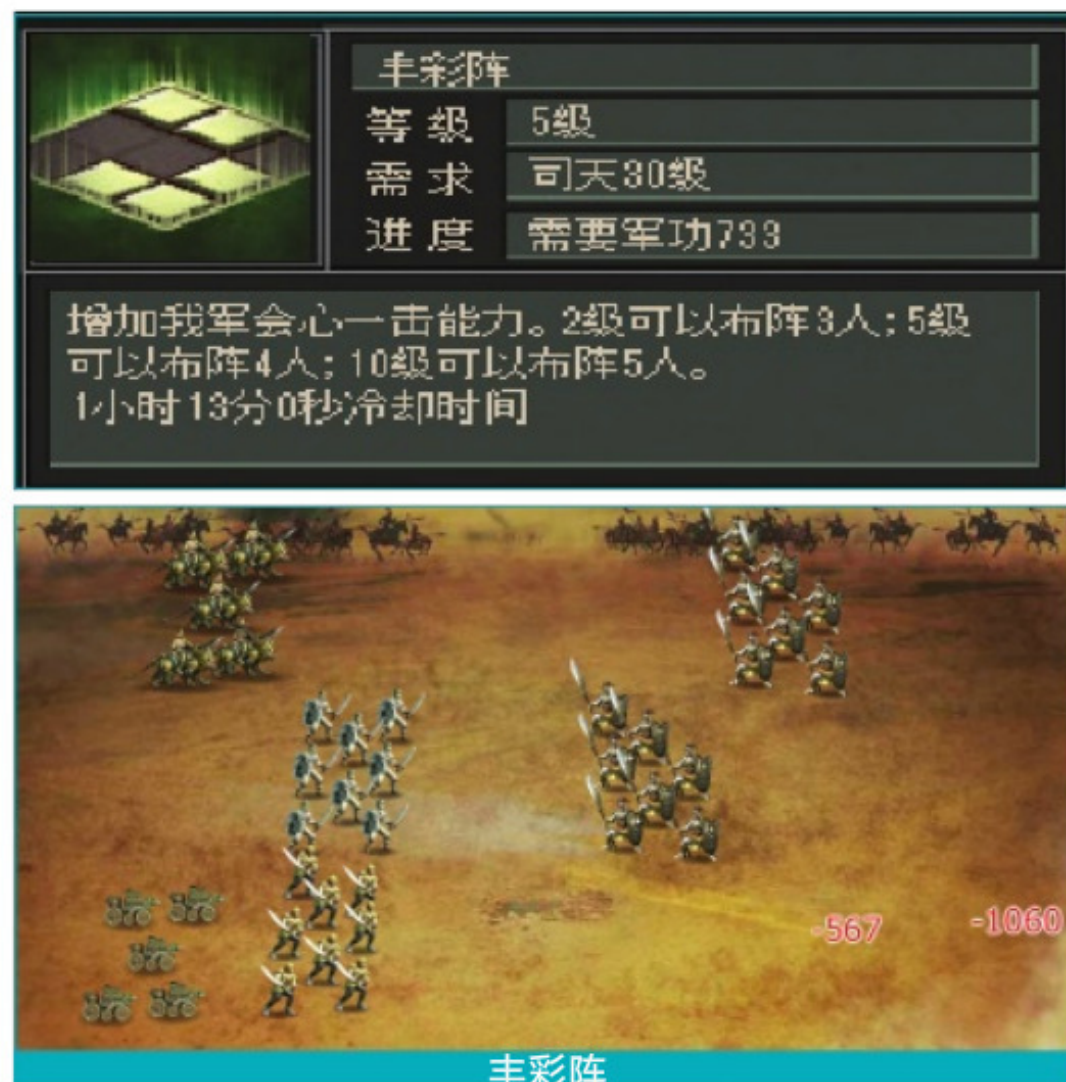 丰彩阵
等级 5级
需求 司天30级
进度 需要军功733
增加我军会心一击能力。2级可以布阵3人；5级
可以布阵4人；10级可以布阵5人。
1小时13分0秒冷却时间
-567 -1060
丰彩阵